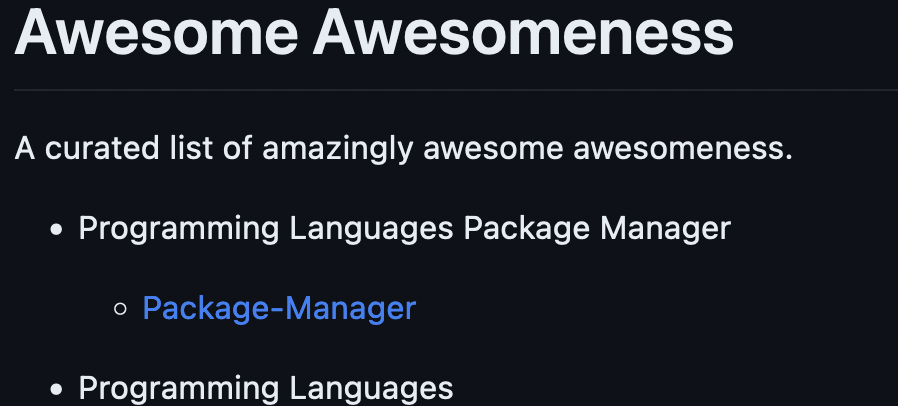 Awesome Awesomeness
A curated list of amazingly awesome awesomeness.
Programming Languages Package Manager
Package-Manager
Programming Languages